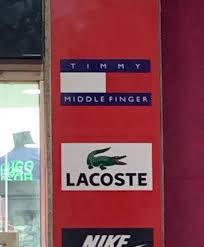 TIMMY
MIDDLE FINGER
LACOSTE
NIKE